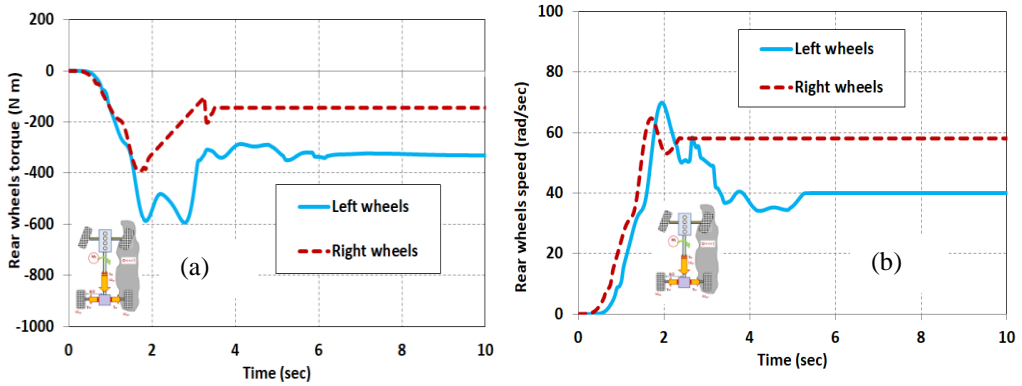 Rear wheels torque (N m)
0
-200
-400
-600
-800
-1000
Left wheels
Right wheels
(a)
0 2 4 6 8 10
Time (sec)
Rear wheels speed (rad/sec)
100
80
60
40
20
0
Left wheels
Right wheels
(b)
0 2 4 6 8 10
Time (sec)